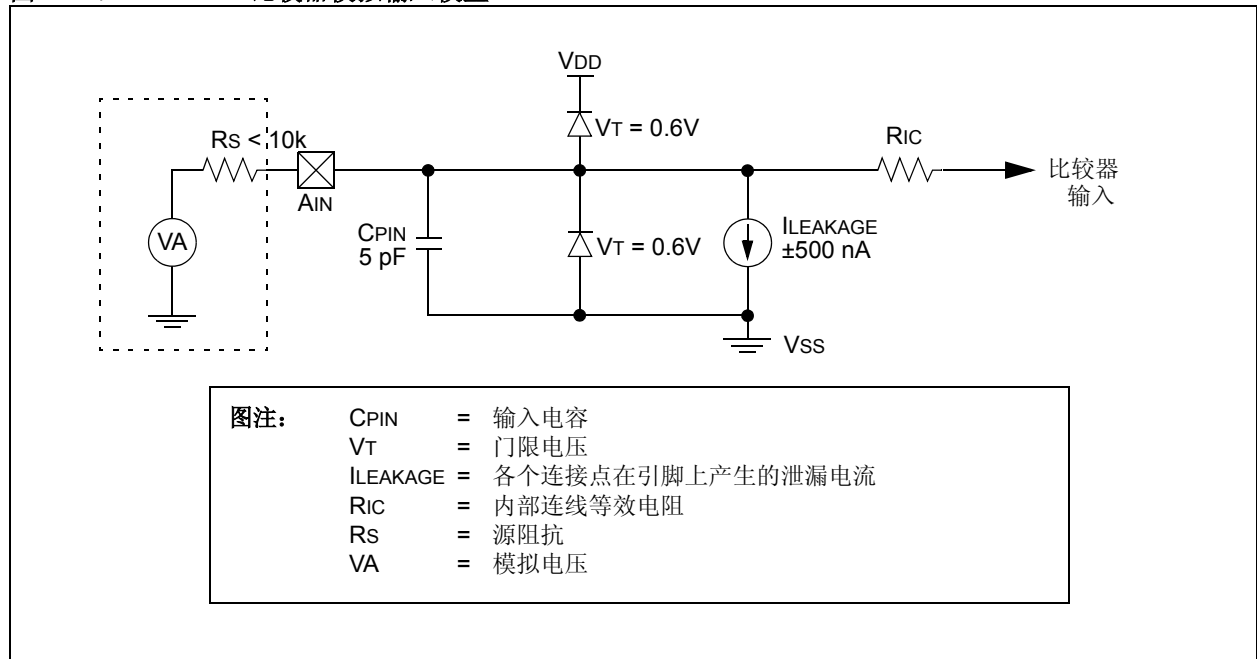 VDD
VT = 0.6V
RS < 10k
RIC
AIN
比较器
输入
VA
CPIN
5 pF
VT = 0.6V
ILEAKAGE
±500 nA
VSS
图注: CPIN = 输入电容
VT = 门限电压
ILEAKAGE = 各个连接点在引脚上产生的泄漏电流
RIC = 内部连线等效电阻
RS = 源阻抗
VA = 模拟电压